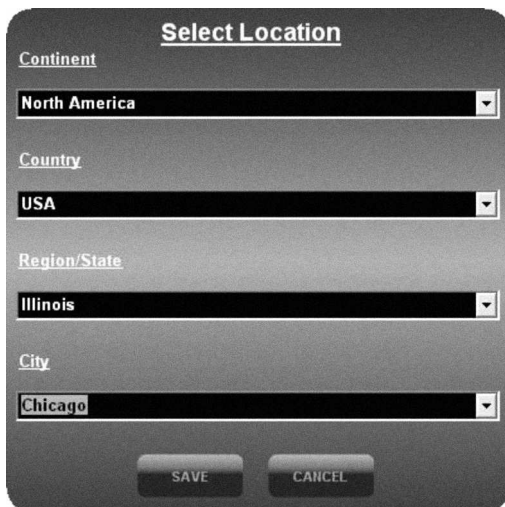 Select Location
Continent
North America
Country
USA
Region/State
Illinois
City
Chicago
SAVE CANCEL